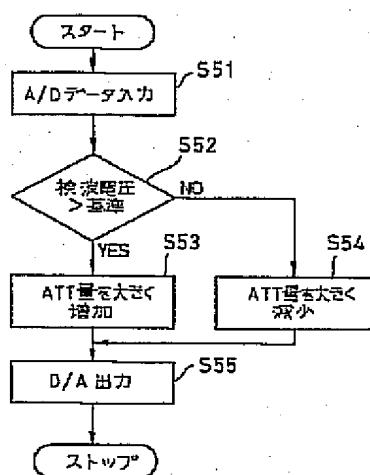 スタート
S51
A/Dデータ入力
S52
検波電圧
>基準
NO
YES
S53
S54
ATT量を大きく
増加
ATT量を大きく
減少
S55
D/A 出力
ストップ